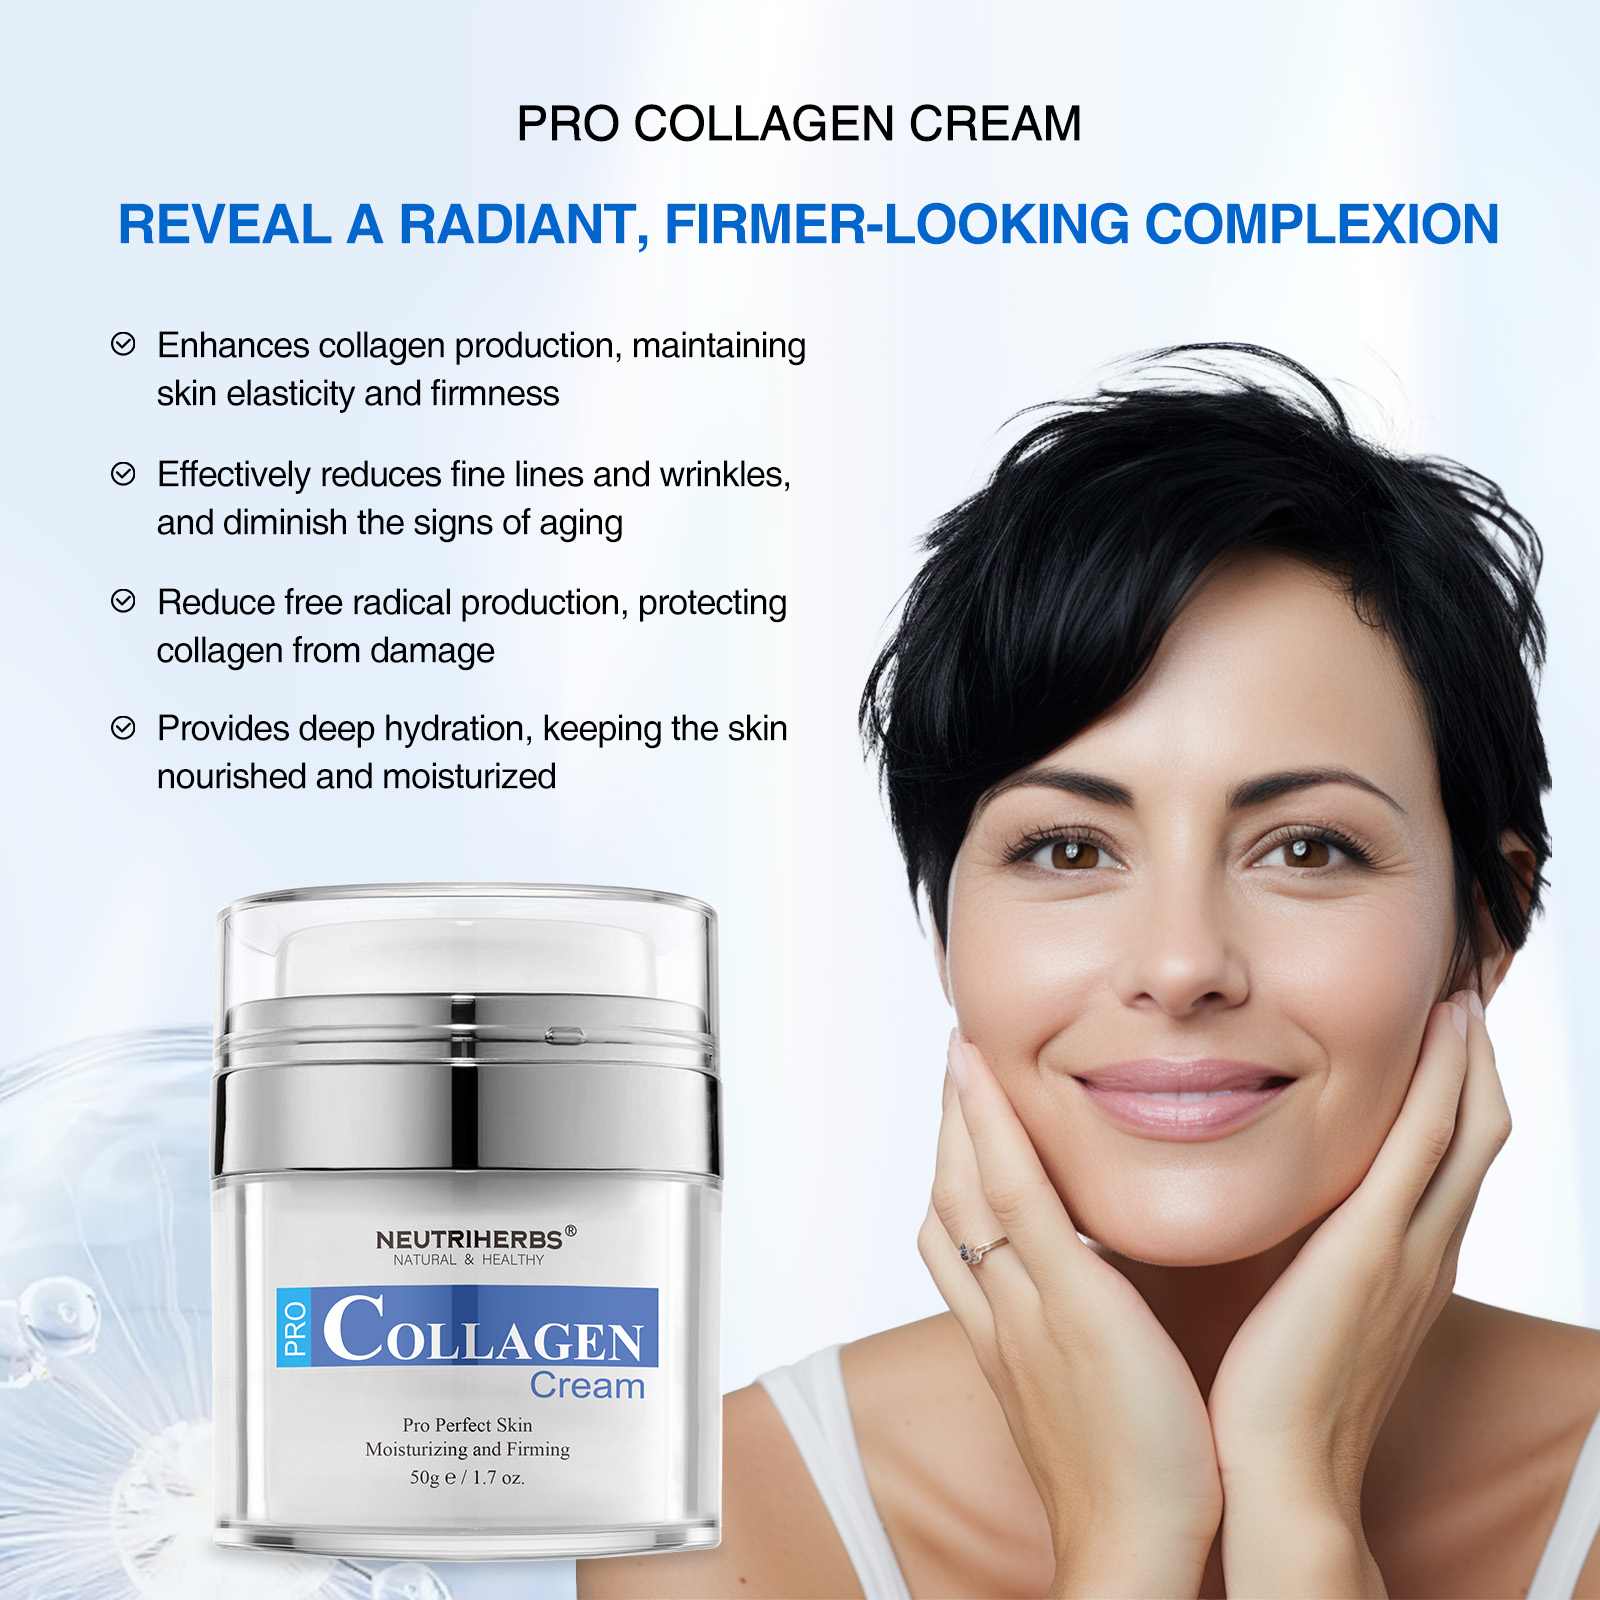 PRO COLLAGEN CREAM
REVEAL A RADIANT, FIRMER-LOOKING COMPLEXION
Enhances collagen production, maintaining
skin elasticity and firmness
Effectively reduces fine lines and wrinkles,
and diminish the signs of aging
Reduce free radical production, protecting
collagen from damage
Provides deep hydration, keeping the skin
nourished and moisturized
NEUTRIHERBS®
NATURAL & HEALTHY
PRO COLLAGEN
Cream
Pro Perfect Skin
Moisturizing and Firming
50g ℮ / 1.7 oz.